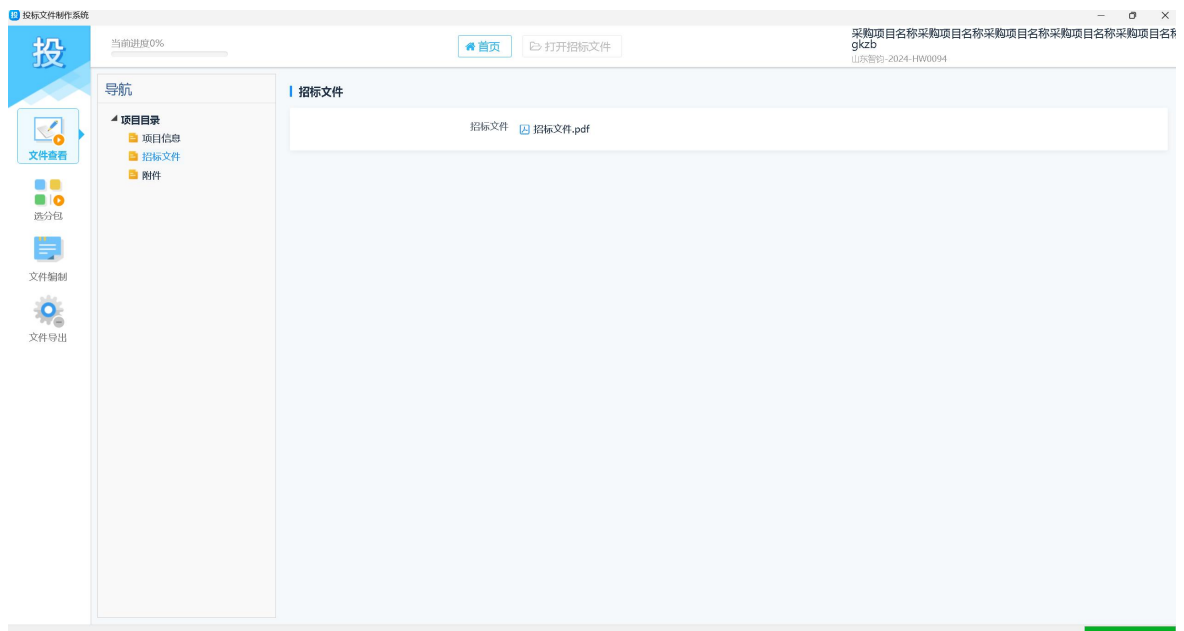 投 投标文件制作系统
投
当前进度0%
首页
打开招标文件
采购项目名称采购项目名称采购项目名称采购项目名称采购项目名称
gkzb
山东智钧-2024-HW0094
文件查看
选分包
文件编制
文件导出
导航
项目目录
项目信息
招标文件
附件
招标文件
招标文件 招标文件.pdf